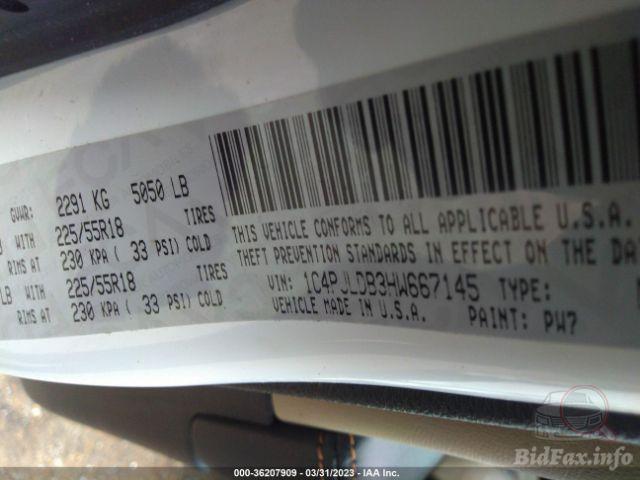 GVWR: 2291 KG 5050 LB
WITH 225/55R18 TIRES
RIMS AT 230 KPA ( 33 PSI) COLD
LB WITH 225/55R18 TIRES
RIMS AT 230 KPA ( 33 PSI) COLD
THIS VEHICLE CONFORMS TO ALL APPLICABLE U.S.A.
THEFT PREVENTION STANDARDS IN EFFECT ON THE DA
VIN: 1C4PJLDB3HW667145 TYPE:
VEHICLE MADE IN U.S.A. PAINT: PW7
000-36207909 - 03/31/2023 - IAA Inc.
BidFax.info